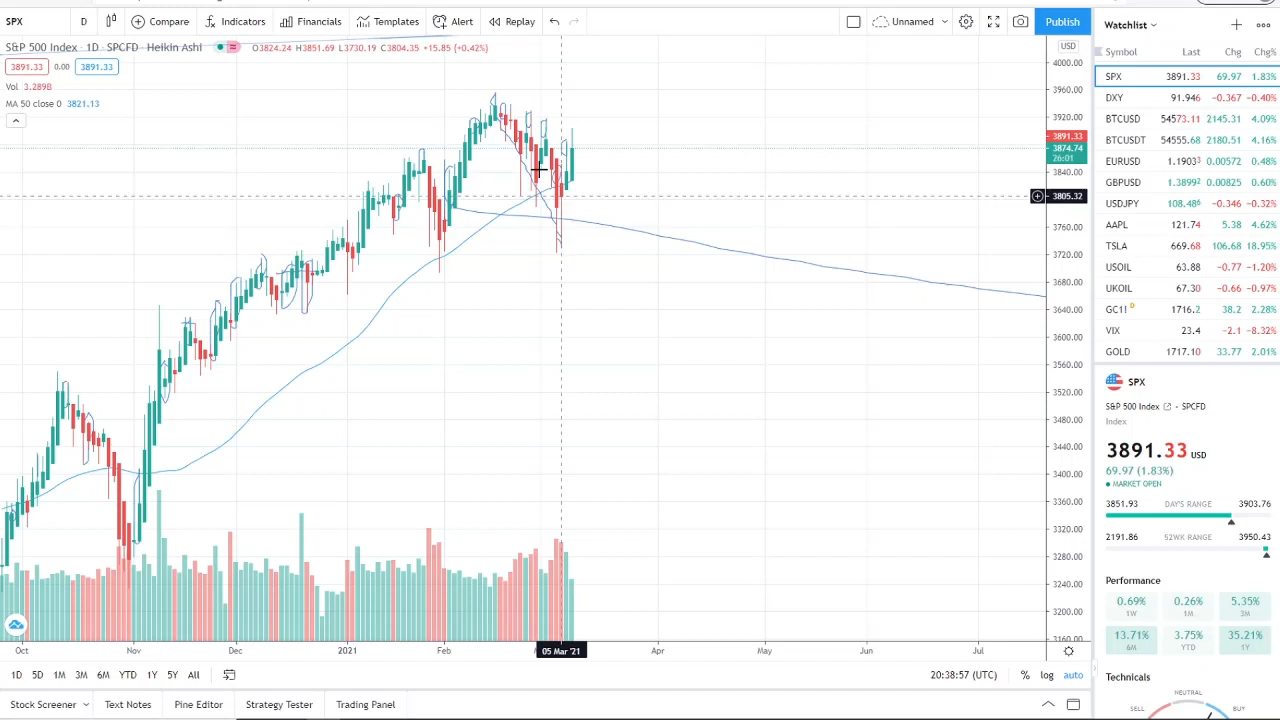 SPX D Compare Indicators Financials Templates Alert Replay Unnamed Publish
S&P 500 Index · 1D · SPCFD · Heikin Ashi O3824.24 H3851.69 L3730.19 C3804.35 +15.85 (+0.42%)
3891.33 0.00 3891.33
Vol 3.289B
MA 50 close 0 3821.13
USD
4000.00
3960.00
3920.00
3891.33
3874.74
26:01
3840.00
3805.32
3760.00
3720.00
3680.00
3640.00
3600.00
3560.00
3520.00
3480.00
3440.00
3400.00
3360.00
3320.00
3280.00
3240.00
3200.00
3160.00
Oct Nov Dec 2021 Feb 05 Mar '21 Apr May Jun Jul
1D 5D 1M 3M 6M YTD 1Y 5Y All 20:38:57 (UTC) % log auto
Stock Screener Text Notes Pine Editor Strategy Tester Trading Panel
Watchlist
Symbol Last Chg Chg%
SPX 3891.33 69.97 1.83%
DXY 91.946 −0.367 −0.40%
BTCUSD 54573.11 2145.31 4.09%
BTCUSDT 54555.68 2180.51 4.16%
EURUSD 1.19033 0.00572 0.48%
GBPUSD 1.38992 0.00825 0.60%
USDJPY 108.486 −0.346 −0.32%
AAPL 121.74 5.38 4.62%
TSLA 669.68 106.68 18.95%
USOIL 63.88 −0.77 −1.20%
UKOIL 67.30 −0.66 −0.97%
GC1! D 1716.2 38.2 2.28%
VIX 23.4 −2.1 −8.32%
GOLD 1717.10 33.77 2.01%
SPX
S&P 500 Index · SPCFD
Index
3891.33 USD
69.97 (1.83%)
MARKET OPEN
3851.93 DAY'S RANGE 3903.76
2191.86 52WK RANGE 3950.43
Performance
0.69% 0.26% 5.35%
1W 1M 3M
13.71% 3.75% 35.21%
6M YTD 1Y
Technicals
NEUTRAL
SELL BUY